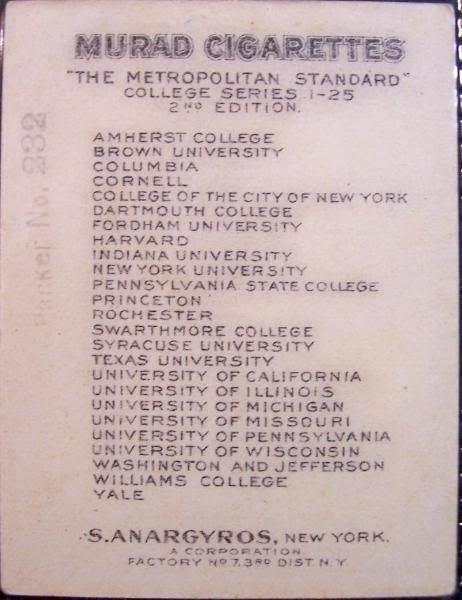 MURAD CIGARETTES
"THE METROPOLITAN STANDARD"
COLLEGE SERIES 1-25
2ND EDITION.
AMHERST COLLEGE
BROWN UNIVERSITY
COLUMBIA
CORNELL
COLLEGE OF THE CITY OF NEW YORK
DARTMOUTH COLLEGE
FORDHAM UNIVERSITY
HARVARD
INDIANA UNIVERSITY
NEW YORK UNIVERSITY
PENNSYLVANIA STATE COLLEGE
PRINCETON
ROCHESTER
SWARTHMORE COLLEGE
SYRACUSE UNIVERSITY
TEXAS UNIVERSITY
UNIVERSITY OF CALIFORNIA
UNIVERSITY OF ILLINOIS
UNIVERSITY OF MICHIGAN
UNIVERSITY OF MISSOURI
UNIVERSITY OF PENNSYLVANIA
UNIVERSITY OF WISCONSIN
WASHINGTON AND JEFFERSON
WILLIAMS COLLEGE
YALE
S. ANARGYROS, NEW YORK.
A CORPORATION.
FACTORY NO 7, 3RD DIST. N.Y.
Packer No. 232